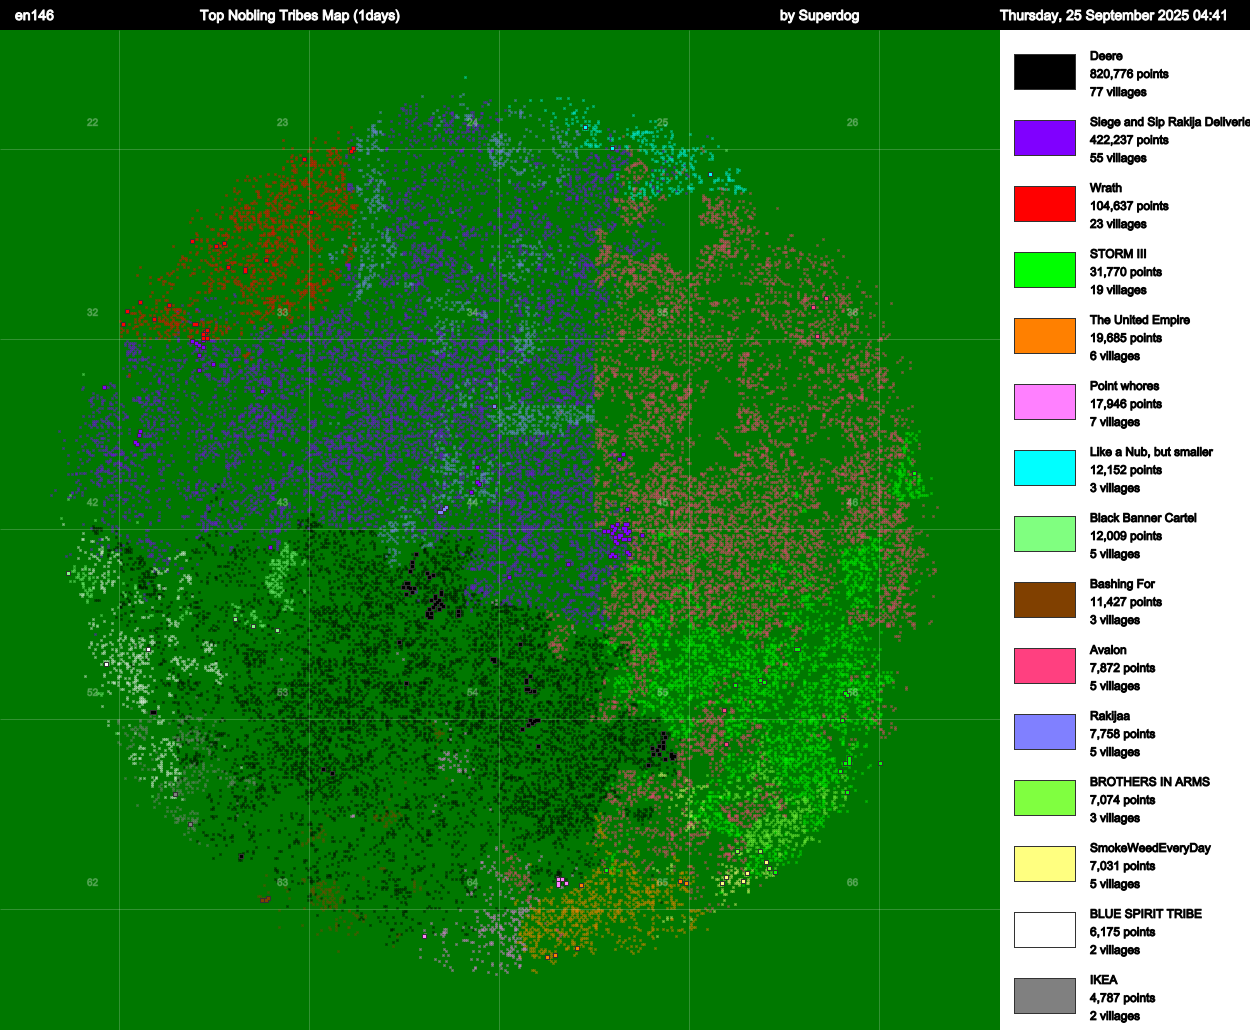 en146
Top Nobling Tribes Map (1days)
by Superdog
Thursday, 25 September 2025 04:41
Deere
820,776 points
77 villages
Siege and Sip Rakija Deliverie
422,237 points
55 villages
Wrath
104,637 points
23 villages
STORM III
31,770 points
19 villages
The United Empire
19,685 points
6 villages
Point whores
17,946 points
7 villages
Like a Nub, but smaller
12,152 points
3 villages
Black Banner Cartel
12,009 points
5 villages
Bashing For
11,427 points
3 villages
Avalon
7,872 points
5 villages
Rakijaa
7,758 points
5 villages
BROTHERS IN ARMS
7,074 points
3 villages
SmokeWeedEveryDay
7,031 points
5 villages
BLUE SPIRIT TRIBE
6,175 points
2 villages
IKEA
4,787 points
2 villages
22 23 24 25 26
32 33 34 35 36
42 43 44 45 46
52 53 54 55
62 63 64 65 66